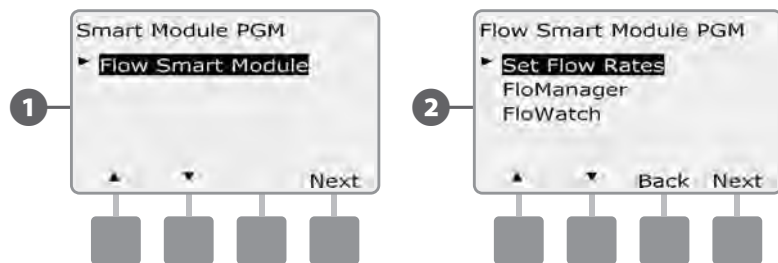 1
Smart Module PGM
Flow Smart Module
Next
2
Flow Smart Module PGM
Set Flow Rates
FloManager
FloWatch
Back Next